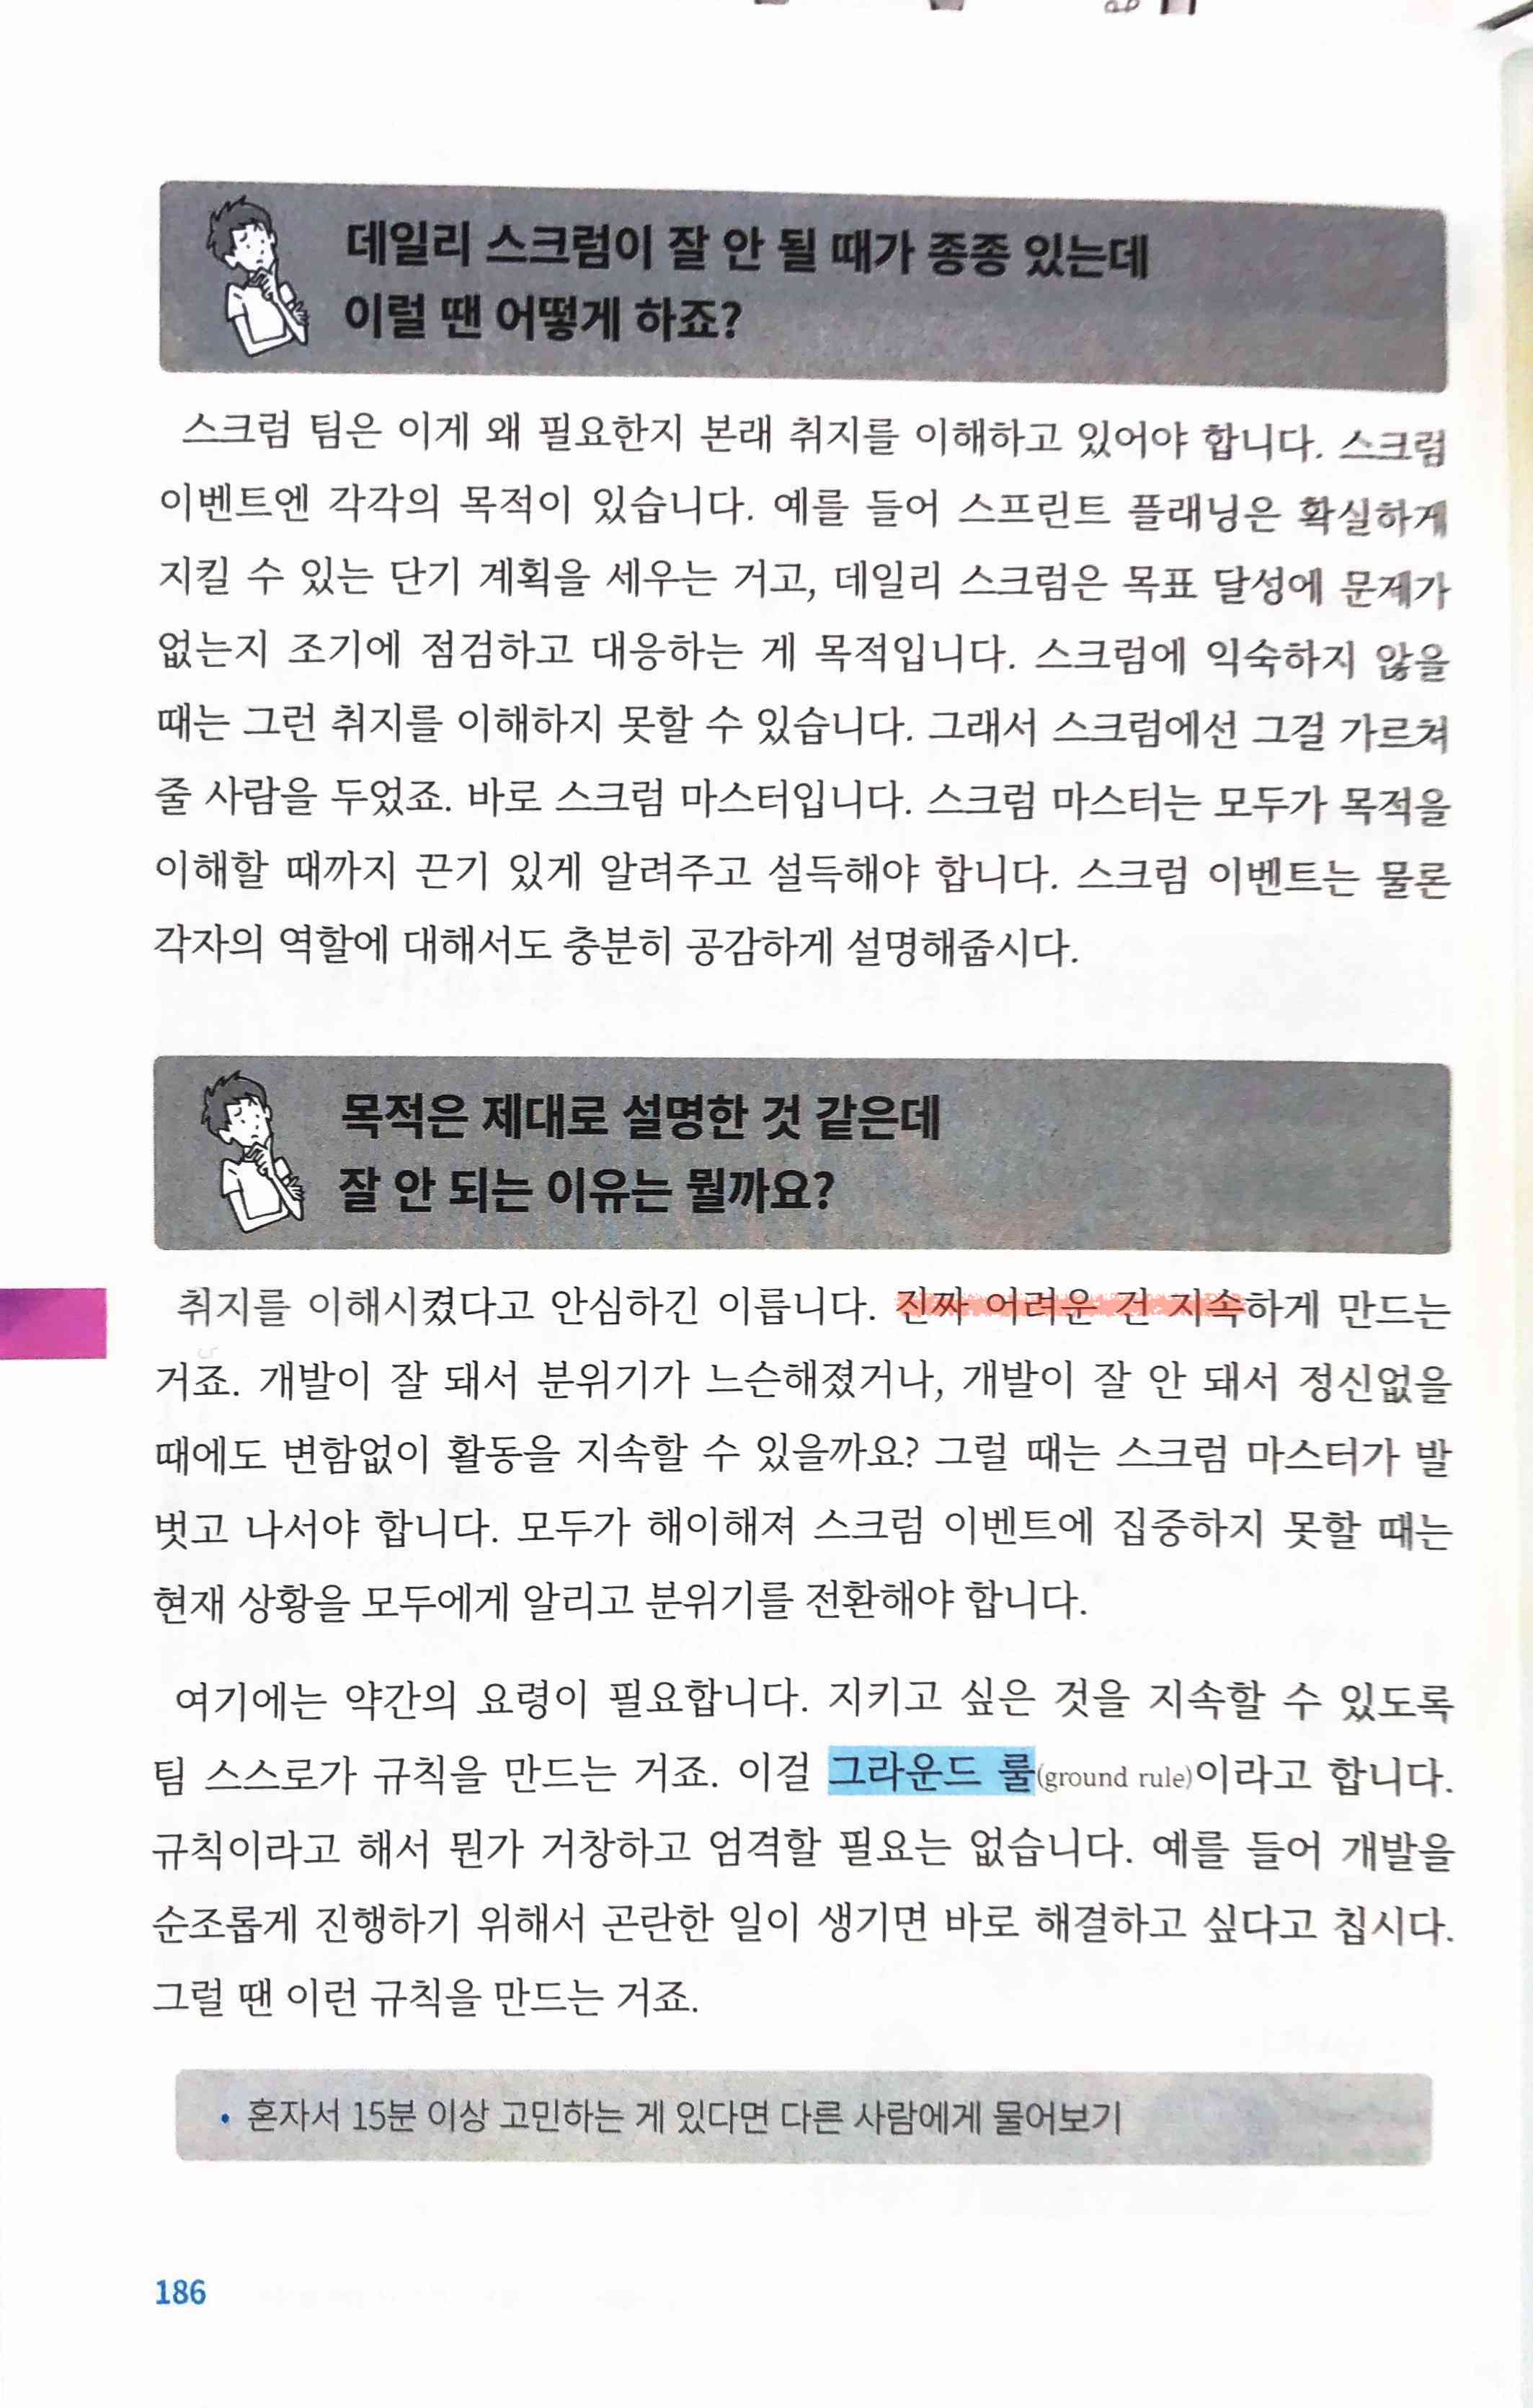 데일리 스크럼이 잘 안 될 때가 종종 있는데
이럴 땐 어떻게 하죠?
스크럼 팀은 이게 왜 필요한지 본래 취지를 이해하고 있어야 합니다. 스크럼
이벤트엔 각각의 목적이 있습니다. 예를 들어 스프린트 플래닝은 확실하게
지킬 수 있는 단기 계획을 세우는 거고, 데일리 스크럼은 목표 달성에 문제가
없는지 조기에 점검하고 대응하는 게 목적입니다. 스크럼에 익숙하지 않을
때는 그런 취지를 이해하지 못할 수 있습니다. 그래서 스크럼에선 그걸 가르쳐
줄 사람을 두었죠. 바로 스크럼 마스터입니다. 스크럼 마스터는 모두가 목적을
이해할 때까지 끈기 있게 알려주고 설득해야 합니다. 스크럼 이벤트는 물론
각자의 역할에 대해서도 충분히 공감하게 설명해줍시다.
목적은 제대로 설명한 것 같은데
잘 안 되는 이유는 뭘까요?
취지를 이해시켰다고 안심하긴 이릅니다. 진짜 어려운 건 지속하게 만드는
거죠. 개발이 잘 돼서 분위기가 느슨해졌거나, 개발이 잘 안 돼서 정신없을
때에도 변함없이 활동을 지속할 수 있을까요? 그럴 때는 스크럼 마스터가 발
벗고 나서야 합니다. 모두가 해이해져 스크럼 이벤트에 집중하지 못할 때는
현재 상황을 모두에게 알리고 분위기를 전환해야 합니다.
여기에는 약간의 요령이 필요합니다. 지키고 싶은 것을 지속할 수 있도록
팀 스스로가 규칙을 만드는 거죠. 이걸 그라운드 룰(ground rule)이라고 합니다.
규칙이라고 해서 뭔가 거창하고 엄격할 필요는 없습니다. 예를 들어 개발을
순조롭게 진행하기 위해서 곤란한 일이 생기면 바로 해결하고 싶다고 칩시다.
그럴 땐 이런 규칙을 만드는 거죠.
• 혼자서 15분 이상 고민하는 게 있다면 다른 사람에게 물어보기
186